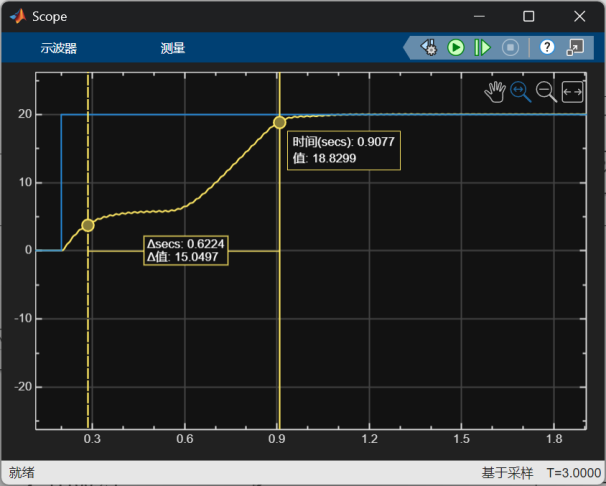 Scope
示波器 测量
20
10
0
-10
-20
时间(secs): 0.9077
值: 18.8299
Δsecs: 0.6224
Δ值: 15.0497
0.3 0.6 0.9 1.2 1.5 1.8
就绪 基于采样 T=3.0000